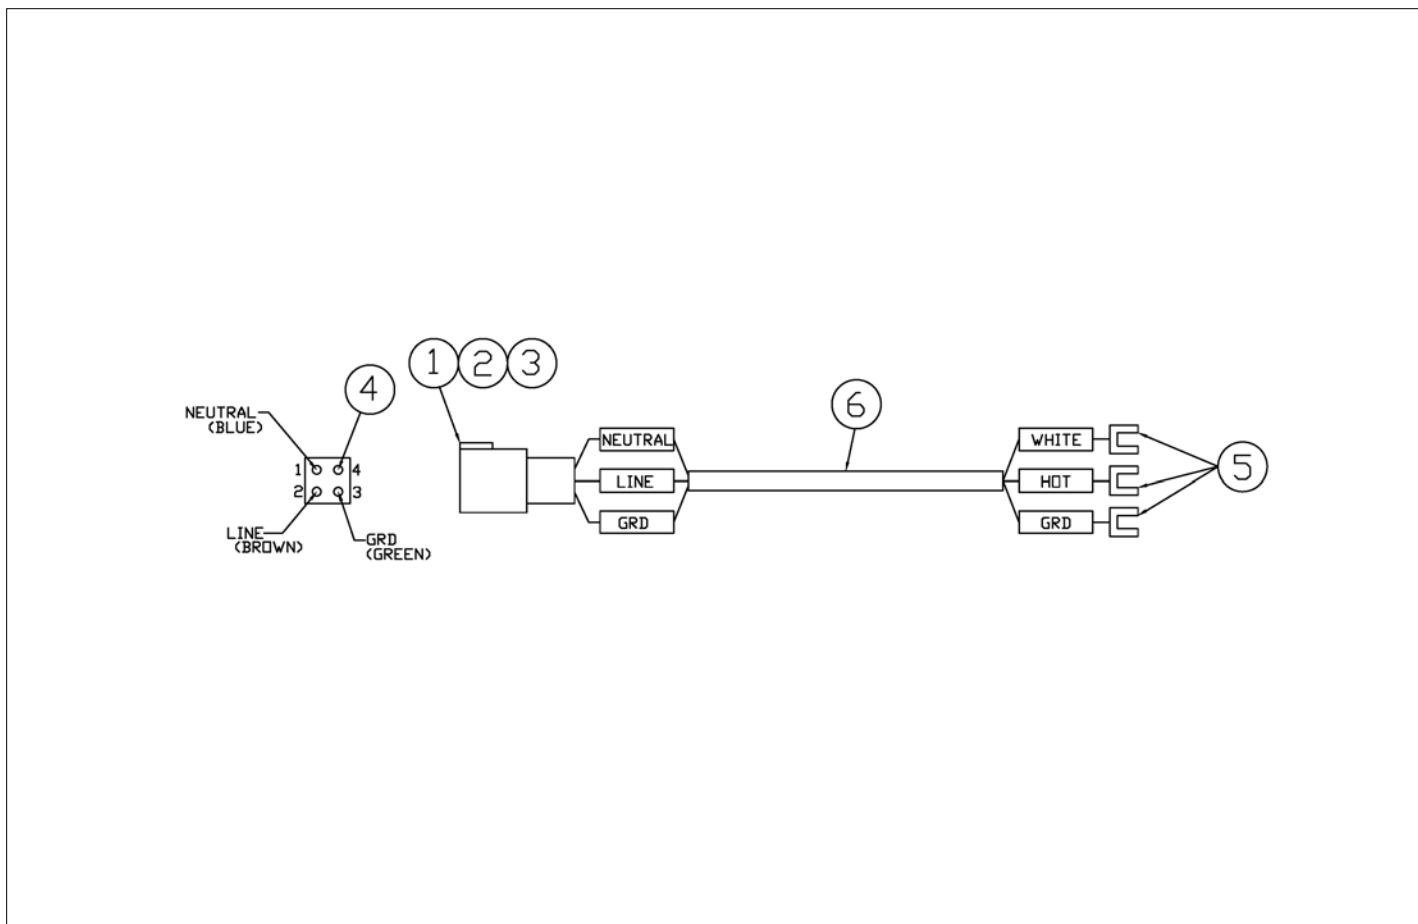 1 2 3
4
6
NEUTRAL
(BLUE)
NEUTRAL
WHITE
1 4
LINE
HOT
5
2 3
GRD
GRD
LINE
(BROWN)
GRD
(GREEN)